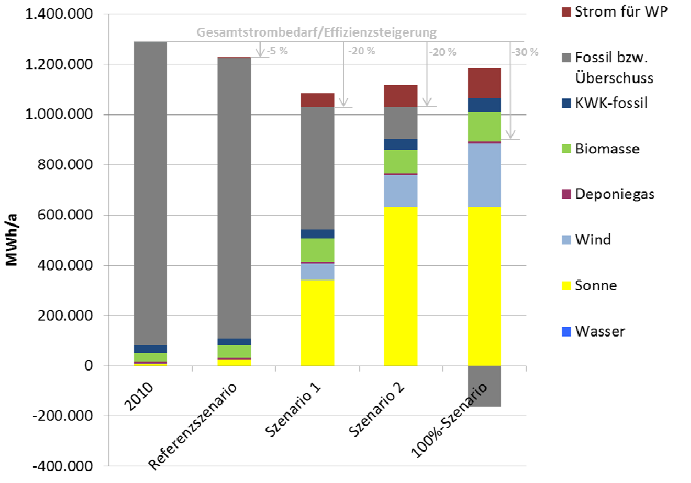 1.400.000
1.200.000
1.000.000
800.000
600.000
400.000
200.000
0
-200.000
-400.000
MWh/a
Gesamtstrombedarf/Effizienzsteigerung
-5 %
-20 %
-20 %
-30 %
2010
Referenzszenario
Szenario 1
Szenario 2
100%-Szenario
Strom für WP
Fossil bzw.
Überschuss
KWK-fossil
Biomasse
Deponiegas
Wind
Sonne
Wasser